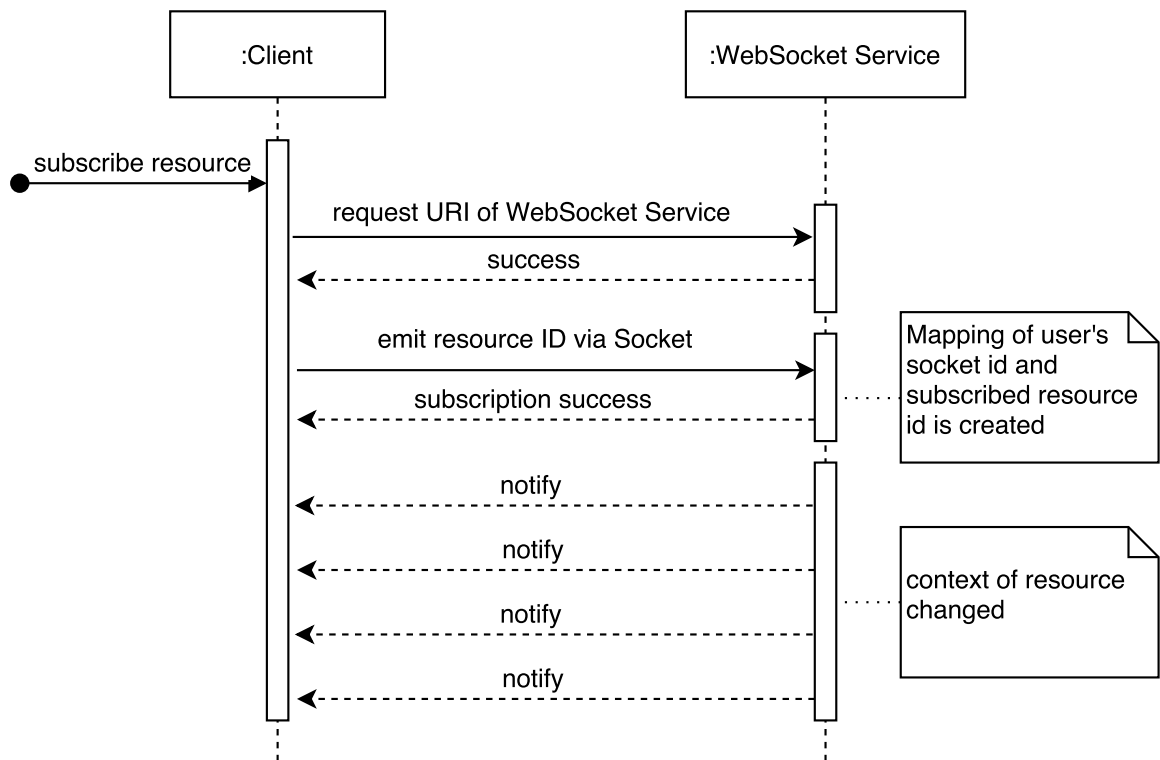 :Client
:WebSocket Service
subscribe resource
request URI of WebSocket Service
success
emit resource ID via Socket
Mapping of user's
socket id and
subscribed resource
id is created
subscription success
notify
notify
context of resource
changed
notify
notify